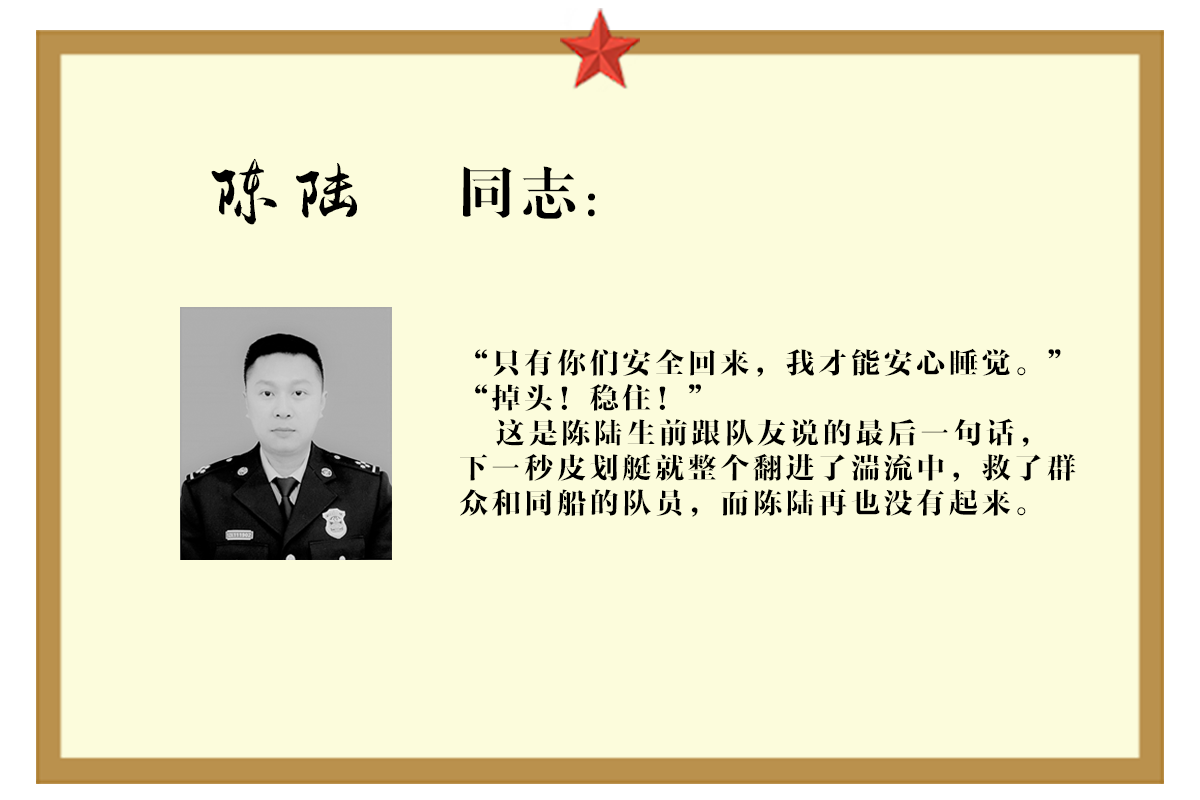 陈陆 同志：
“只有你们安全回来，我才能安心睡觉。”
“掉头！稳住！”
这是陈陆生前跟队友说的最后一句话，
下一秒皮划艇就整个翻进了湍流中，救了群
众和同船的队员，而陈陆再也没有起来。